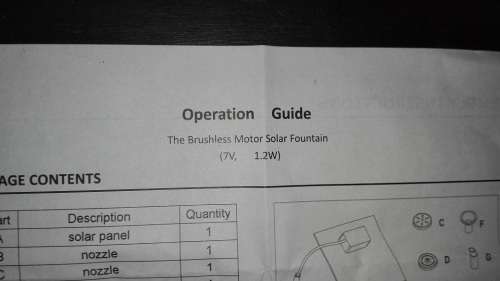 Operation Guide
The Brushless Motor Solar Fountain
(7V, 1.2W)
AGE CONTENTS
art Description Quantity
A solar panel 1
B nozzle 1
C nozzle 1
C F
D G